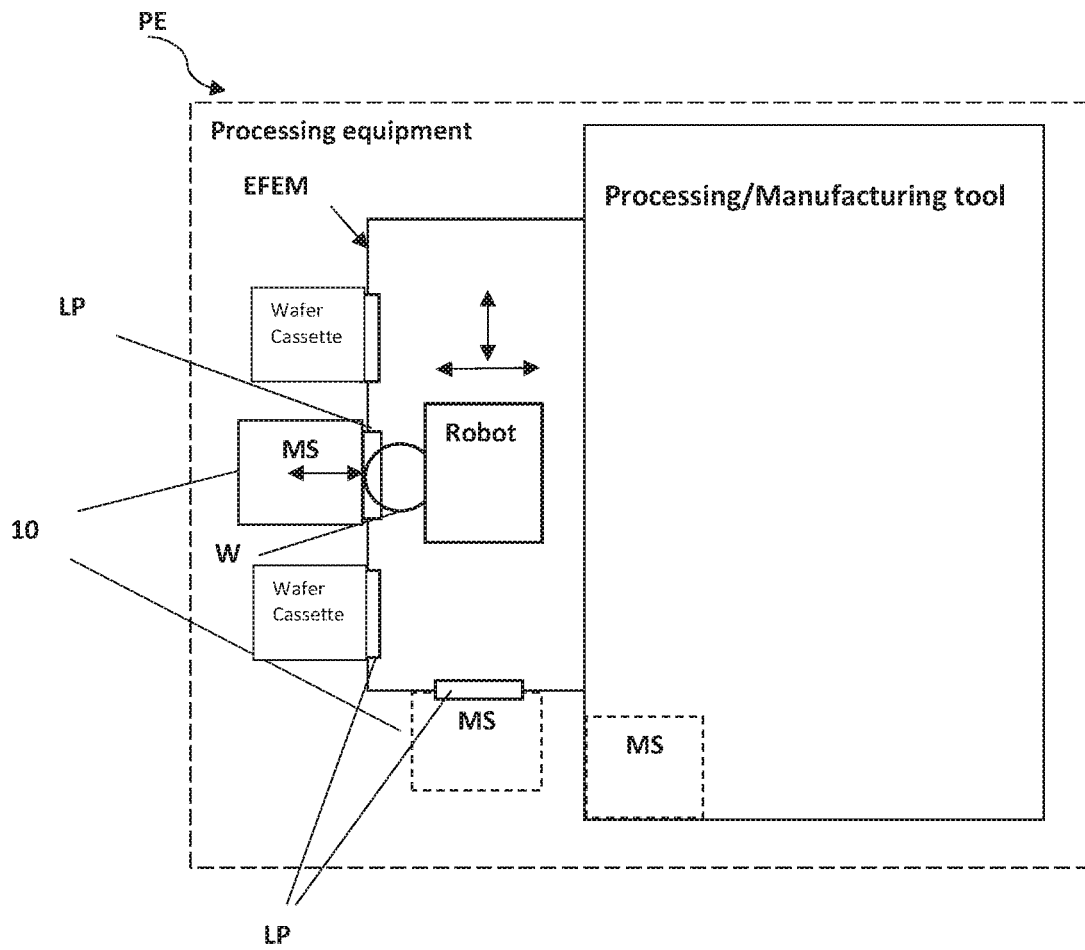 PE
Processing equipment
EFEM
Processing/Manufacturing tool
LP
Wafer
Cassette
MS
Robot
10
W
Wafer
Cassette
MS
MS
LP